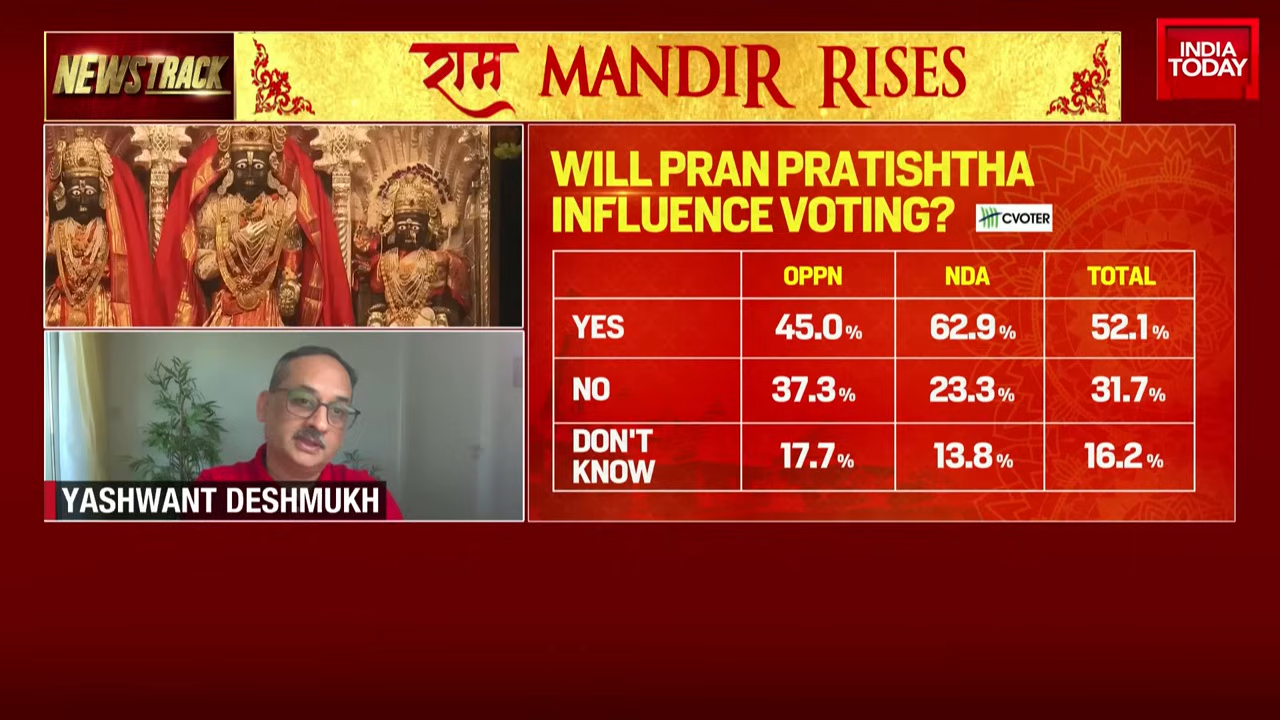 NEWSTRACK
राम MANDIR RISES
INDIA
TODAY
WILL PRAN PRATISHTHA
INFLUENCE VOTING?
CVOTER
OPPN NDA TOTAL
YES 45.0% 62.9% 52.1%
NO 37.3% 23.3% 31.7%
DON'T
KNOW 17.7% 13.8% 16.2%
YASHWANT DESHMUKH